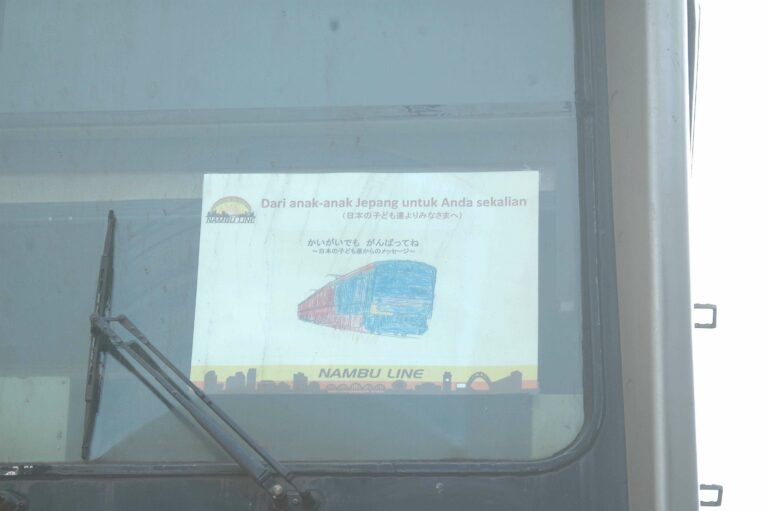 NAMBU LINE
Dari anak-anak Jepang untuk Anda sekalian
(日本の子ども達よりみなさまへ)
かいがいでも がんばってね
~日本の子ども達からのメッセージ~
NAMBU LINE